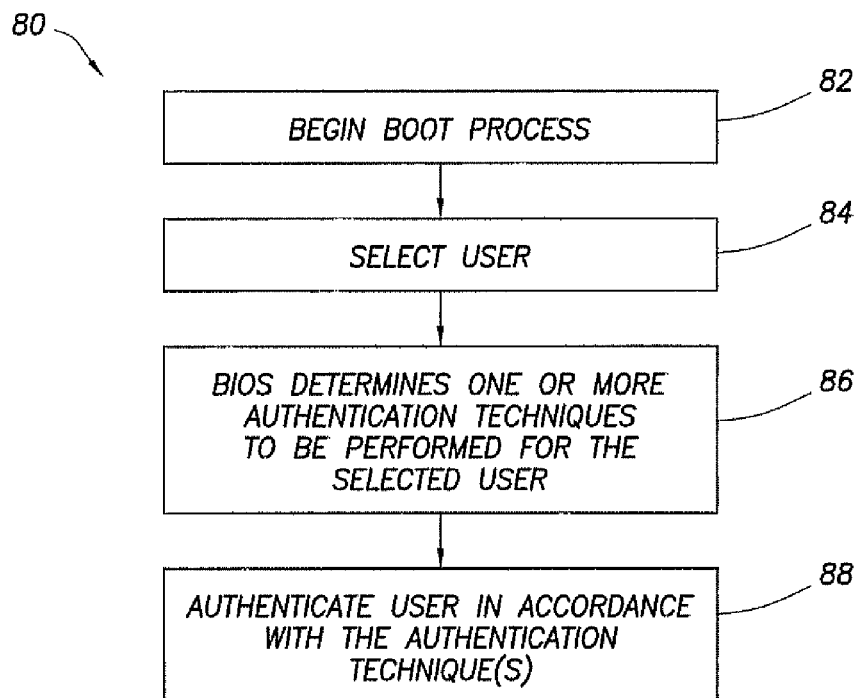 80
82
BEGIN BOOT PROCESS
84
SELECT USER
86
BIOS DETERMINES ONE OR MORE
AUTHENTICATION TECHNIQUES
TO BE PERFORMED FOR THE
SELECTED USER
88
AUTHENTICATE USER IN ACCORDANCE
WITH THE AUTHENTICATION
TECHNIQUE(S)